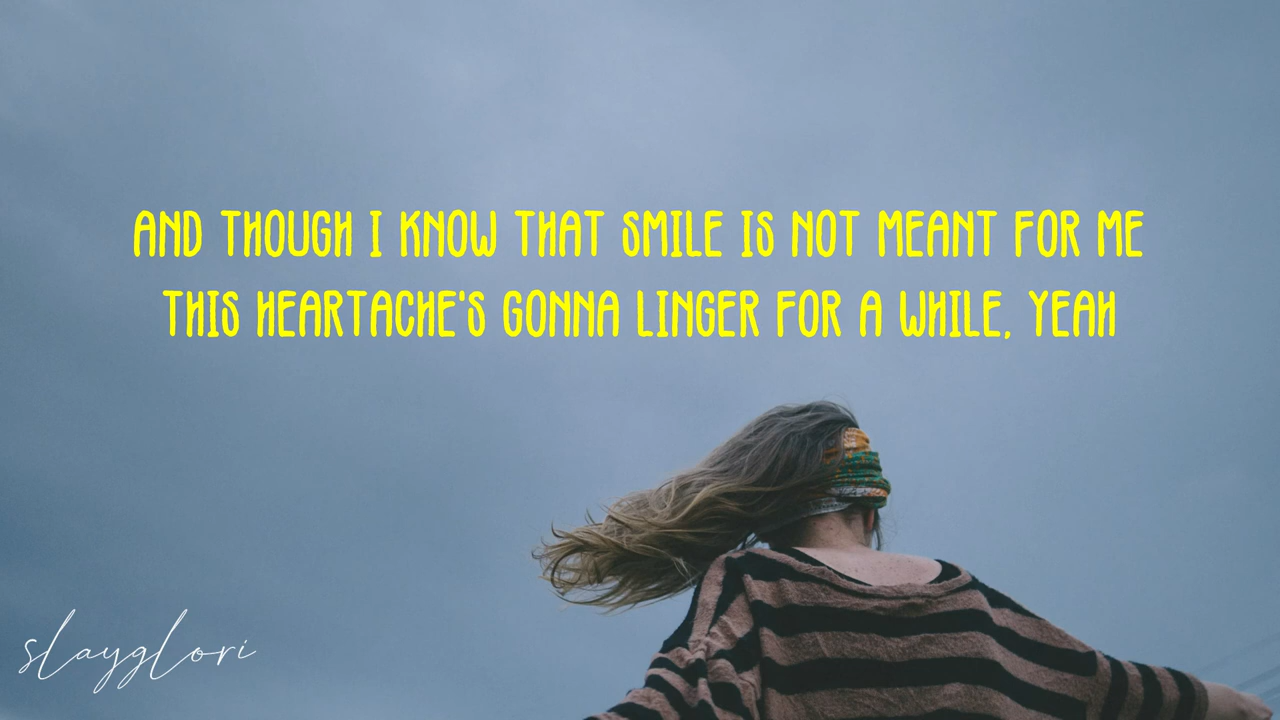 AND THOUGH I KNOW THAT SMILE IS NOT MEANT FOR ME
THIS HEARTACHE'S GONNA LINGER FOR A WHILE, YEAH
slayglori